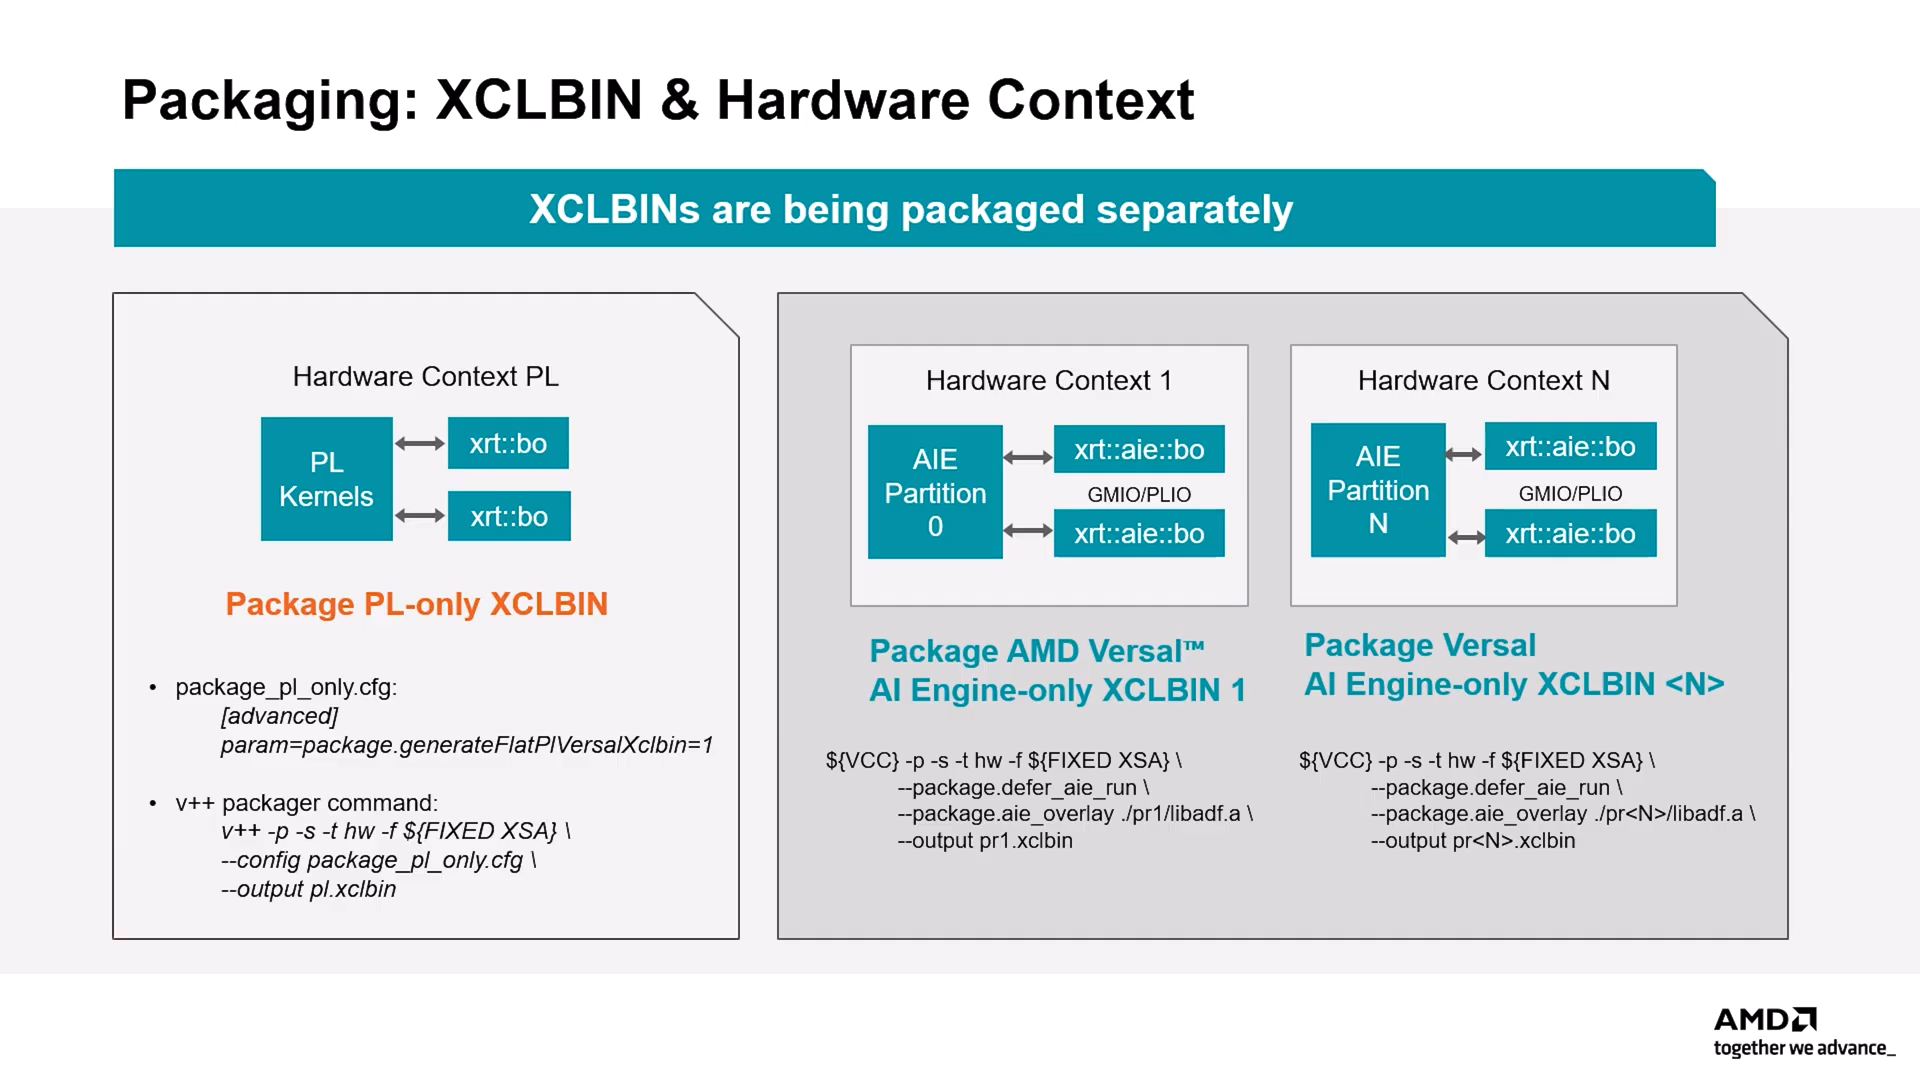 Packaging: XCLBIN & Hardware Context
XCLBINs are being packaged separately
Hardware Context PL
PL
Kernels
xrt::bo
xrt::bo
Package PL-only XCLBIN
• package_pl_only.cfg:
[advanced]
param=package.generateFlatPlVersalXclbin=1
• v++ packager command:
v++ -p -s -t hw -f ${FIXED XSA} \
--config package_pl_only.cfg \
--output pl.xclbin
Hardware Context 1
AIE
Partition
0
xrt::aie::bo
GMIO/PLIO
xrt::aie::bo
Package AMD Versal™
AI Engine-only XCLBIN 1
${VCC} -p -s -t hw -f ${FIXED XSA} \
--package.defer_aie_run \
--package.aie_overlay ./pr1/libadf.a \
--output pr1.xclbin
Hardware Context N
AIE
Partition
N
xrt::aie::bo
GMIO/PLIO
xrt::aie::bo
Package Versal
AI Engine-only XCLBIN <N>
${VCC} -p -s -t hw -f ${FIXED XSA} \
--package.defer_aie_run \
--package.aie_overlay ./pr<N>/libadf.a \
--output pr<N>.xclbin
AMD
together we advance_